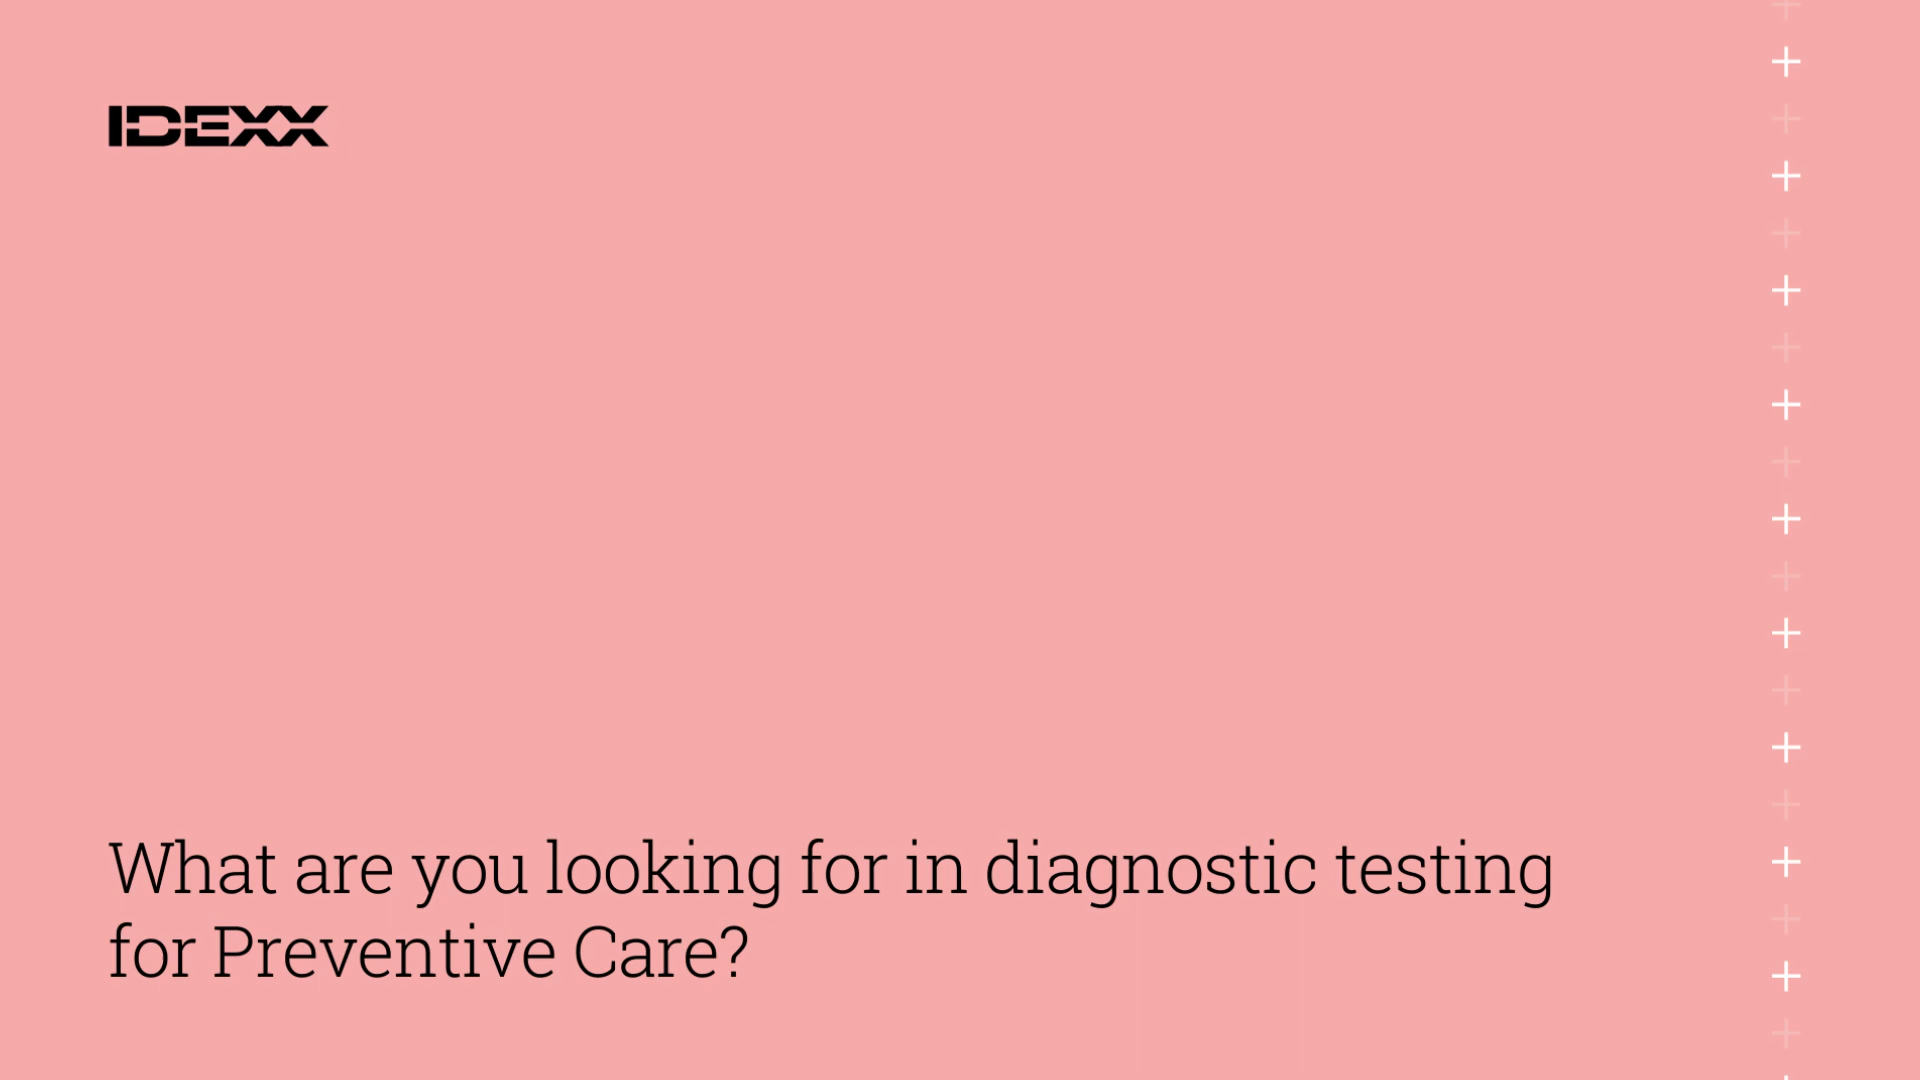 IDEXX
What are you looking for in diagnostic testing
for Preventive Care?